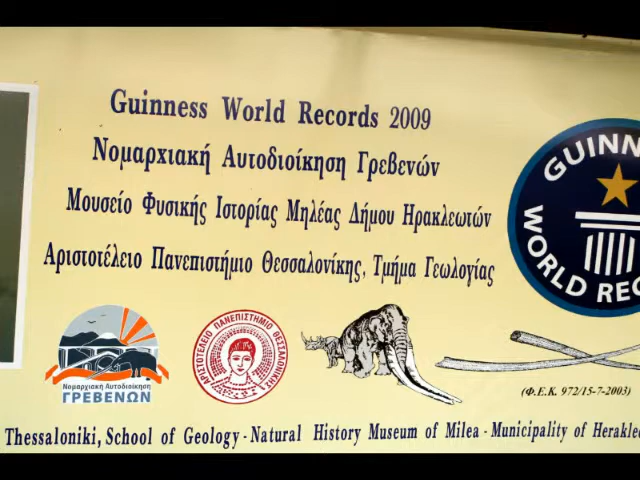 Guinness World Records 2009
Νομαρχιακή Αυτοδιοίκηση Γρεβενών
Μουσείο Φυσικής Ιστορίας Μηλέας Δήμου Ηρακλεωτών
Αριστοτέλειο Πανεπιστήμιο Θεσσαλονίκης, Τμήμα Γεωλογίας
GUINN
WORLD REC
Νομαρχιακή Αυτοδιοίκηση
ΓΡΕΒΕΝΩΝ
ΑΡΙΣΤΟΤΕΛΕΙΟ ΠΑΝΕΠΙΣΤΗΜΙΟ ΘΕΣΣΑΛΟΝΙΚΗΣ
(Φ.Ε.Κ. 972/15-7-2003)
Thessaloniki, School of Geology - Natural History Museum of Milea - Municipality of Herakle